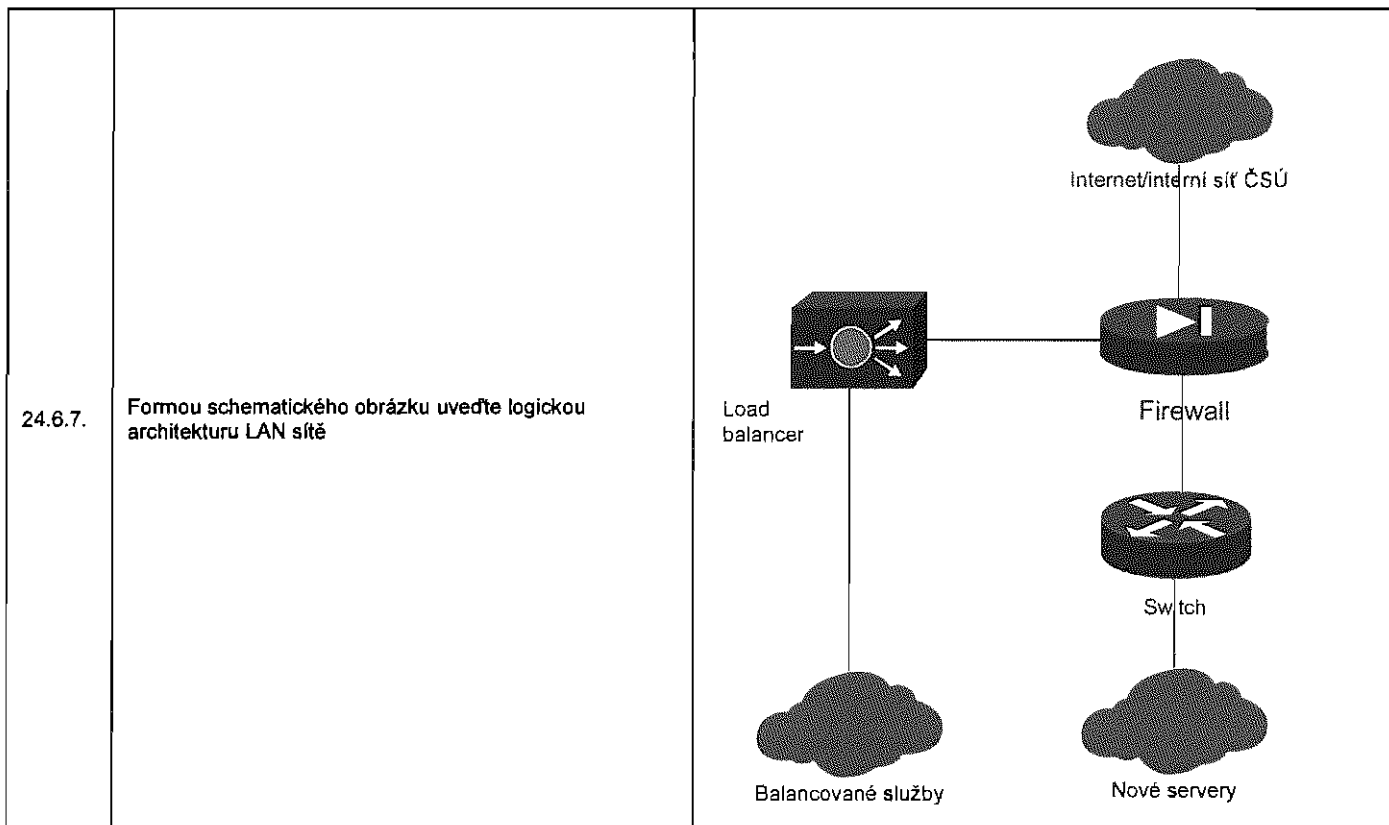 24.6.7.
Formou schematického obrázku uveďte logickou
architekturu LAN sítě
Internet/interní síť ČSÚ
Load
balancer
Firewall
Switch
Balancované služby
Nové servery